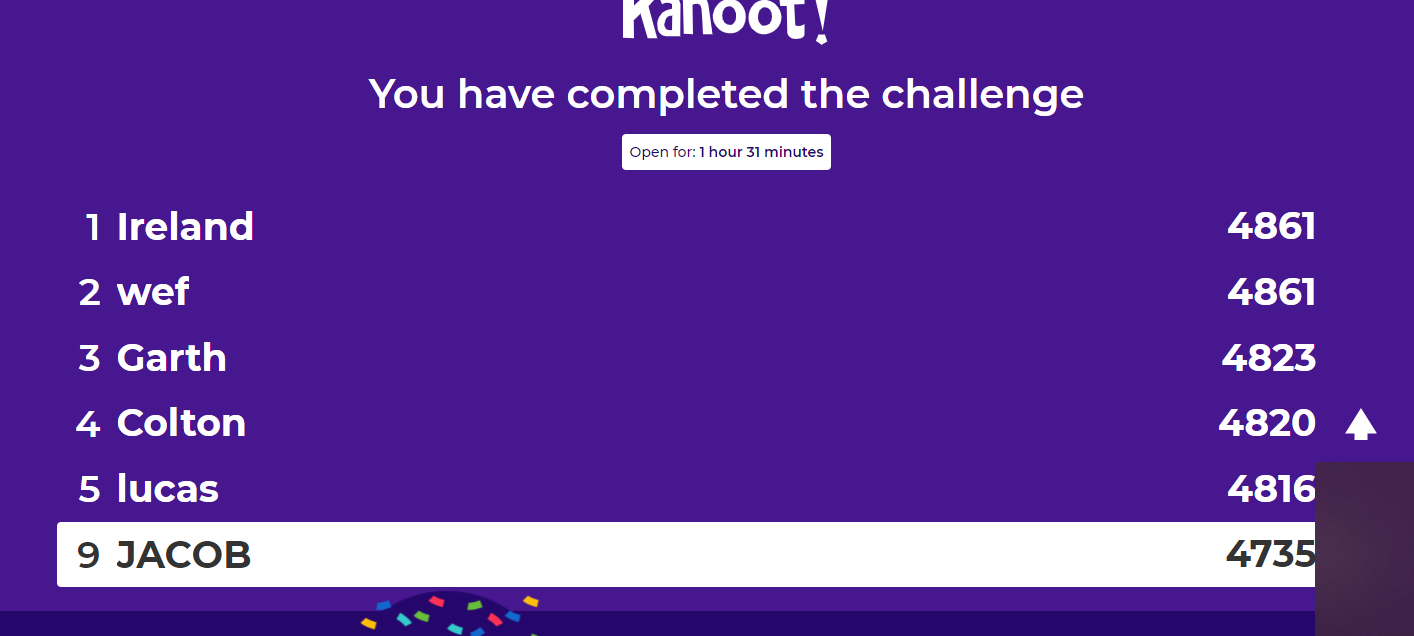 Kahoot!
You have completed the challenge
Open for: 1 hour 31 minutes
1 Ireland 4861
2 wef 4861
3 Garth 4823
4 Colton 4820
5 lucas 4816
9 JACOB 4735